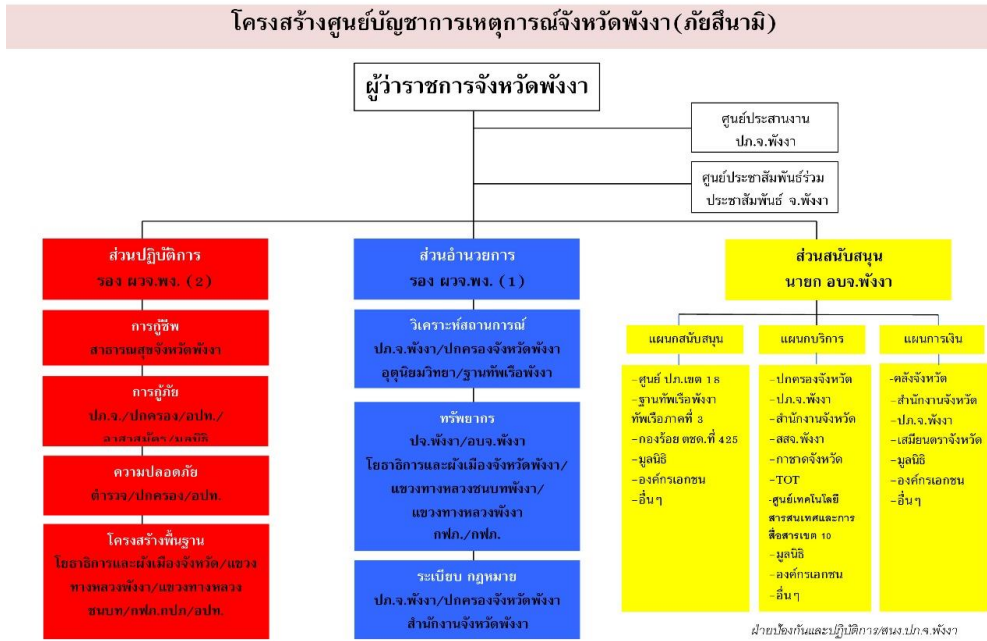 โครงสร้างศูนย์บัญชาการเหตุการณ์จังหวัดพังงา(ภัยสึนามิ)
ผู้ว่าราชการจังหวัดพังงา
ศูนย์ประสานงาน
ปภ.จ.พังงา
ศูนย์ประชาสัมพันธ์ร่วม
ประชาสัมพันธ์ จ.พังงา
ส่วนปฏิบัติการ
รอง ผวจ.พง. (2)
การกู้ชีพ
สาธารณสุขจังหวัดพังงา
การกู้ภัย
ปภ.จ./ปกครอง/อปท./
อาสาสมัคร/มูลนิธิ
ความปลอดภัย
ตำรวจ/ปกครอง/อปท.
โครงสร้างพื้นฐาน
โยธาธิการและผังเมืองจังหวัด/แขวง
ทางหลวงพังงา/แขวงทางหลวง
ชนบท/กฟภ.กปภ/อปท.
ส่วนอำนวยการ
รอง ผวจ.พง. (1)
วิเคราะห์สถานการณ์
ปภ.จ.พังงา/ปกครองจังหวัดพังงา
อุตุนิยมวิทยา/ฐานทัพเรือพังงา
ทรัพยากร
ปจ.พังงา/อบจ.พังงา
โยธาธิการและผังเมืองจังหวัดพังงา/
แขวงทางหลวงชนบทพังงา/
แขวงทางหลวงพังงา
กฟภ./กฟภ.
ระเบียบ กฎหมาย
ปภ.จ.พังงา/ปกครองจังหวัดพังงา
สำนักงานจังหวัดพังงา
ส่วนสนับสนุน
นายก อบจ.พังงา
แผนกสนับสนุน
-ศูนย์ ปภ.เขต 18
-ฐานทัพเรือพังงา
ทัพเรือภาคที่ 3
-กองร้อย ตชด.ที่ 425
-มูลนิธิ
-องค์กรเอกชน
-อื่นๆ
แผนกบริการ
-ปกครองจังหวัด
-ปภ.จ.พังงา
-สำนักงานจังหวัด
-สสจ.พังงา
-กาชาดจังหวัด
-TOT
-ศูนย์เทคโนโลยี
สารสนเทศและการ
สื่อสารเขต 10
-มูลนิธิ
-องค์กรเอกชน
-อื่นๆ
แผนการเงิน
-คลังจังหวัด
-สำนักงานจังหวัด
-ปภ.จ.พังงา
-เสมียนตราจังหวัด
-มูลนิธิ
-องค์กรเอกชน
-อื่นๆ
ฝ่ายป้องกันและปฏิบัติการ/สนง.ปภ.จ.พังงา